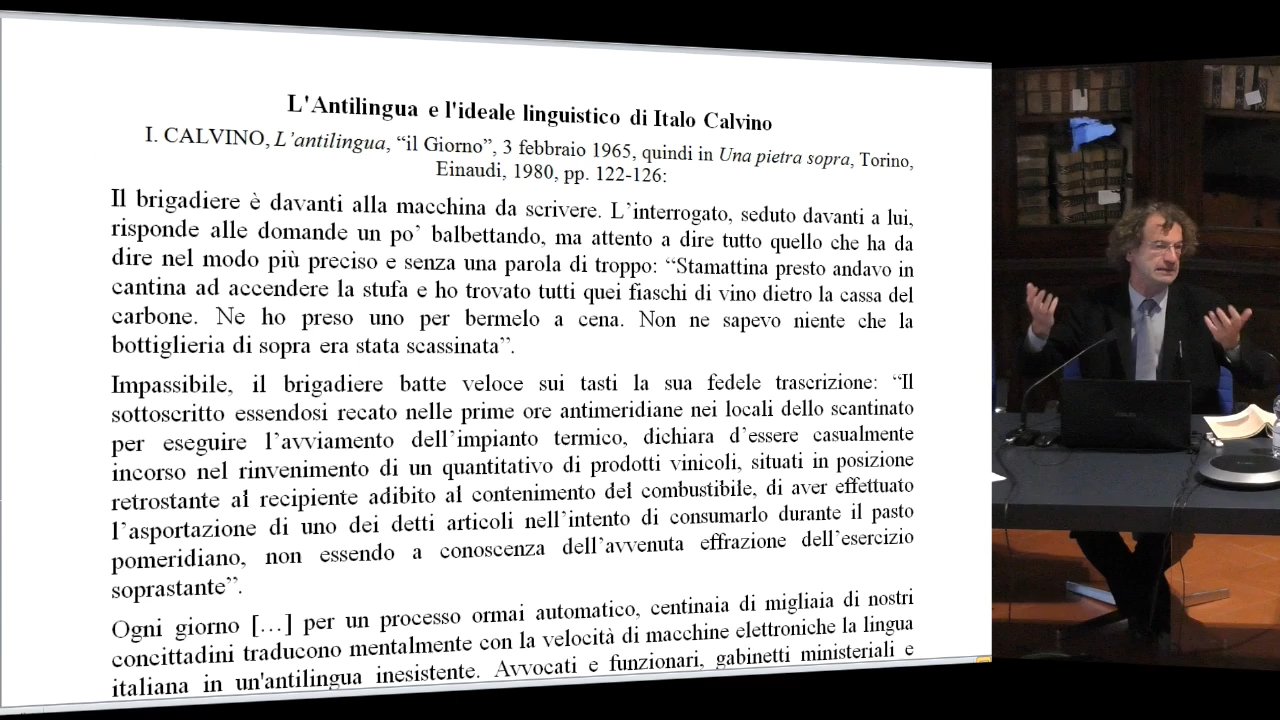 L'Antilingua e l'ideale linguistico di Italo Calvino
I. CALVINO, L’antilingua, “il Giorno”, 3 febbraio 1965, quindi in Una pietra sopra, Torino,
Einaudi, 1980, pp. 122-126:
Il brigadiere è davanti alla macchina da scrivere. L’interrogato, seduto davanti a lui,
risponde alle domande un po’ balbettando, ma attento a dire tutto quello che ha da
dire nel modo più preciso e senza una parola di troppo: “Stamattina presto andavo in
cantina ad accendere la stufa e ho trovato tutti quei fiaschi di vino dietro la cassa del
carbone. Ne ho preso uno per bermelo a cena. Non ne sapevo niente che la
bottiglieria di sopra era stata scassinata”.
Impassibile, il brigadiere batte veloce sui tasti la sua fedele trascrizione: “Il
sottoscritto essendosi recato nelle prime ore antimeridiane nei locali dello scantinato
per eseguire l’avviamento dell’impianto termico, dichiara d’essere casualmente
incorso nel rinvenimento di un quantitativo di prodotti vinicoli, situati in posizione
retrostante al recipiente adibito al contenimento del combustibile, di aver effettuato
l’asportazione di uno dei detti articoli nell’intento di consumarlo durante il pasto
pomeridiano, non essendo a conoscenza dell’avvenuta effrazione dell’esercizio
soprastante”.
Ogni giorno […] per un processo ormai automatico, centinaia di migliaia di nostri
concittadini traducono mentalmente con la velocità di macchine elettroniche la lingua
italiana in un'antilingua inesistente. Avvocati e funzionari, gabinetti ministeriali e